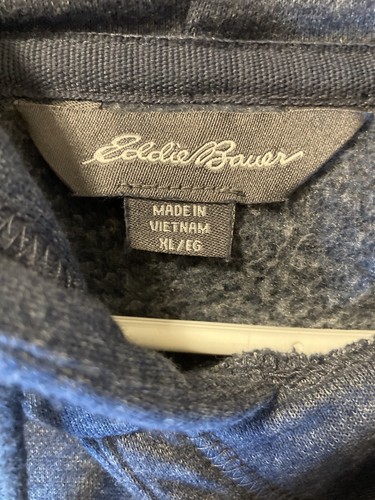 Eddie Bauer
MADE IN
VIETNAM
XL/EG